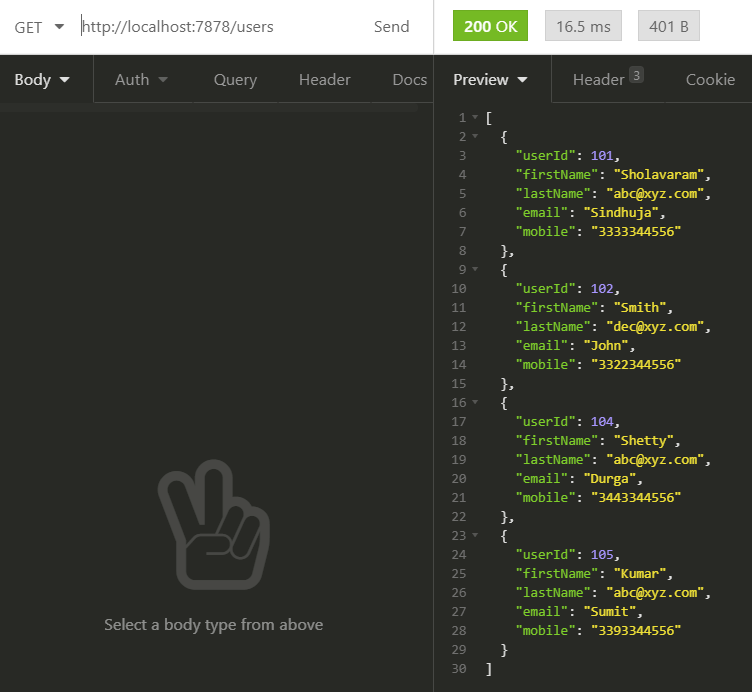 GET http://localhost:7878/users Send 200 OK 16.5 ms 401 B
Body Auth Query Header Docs Preview Header 3 Cookie
1 [
2 {
3 "userId": 101,
4 "firstName": "Sholavaram",
5 "lastName": "abc@xyz.com",
6 "email": "Sindhuja",
7 "mobile": "3333344556"
8 },
9 {
10 "userId": 102,
11 "firstName": "Smith",
12 "lastName": "dec@xyz.com",
13 "email": "John",
14 "mobile": "3322344556"
15 },
16 {
17 "userId": 104,
18 "firstName": "Shetty",
19 "lastName": "abc@xyz.com",
20 "email": "Durga",
21 "mobile": "3443344556"
22 },
23 {
24 "userId": 105,
25 "firstName": "Kumar",
26 "lastName": "abc@xyz.com",
27 "email": "Sumit",
28 "mobile": "3393344556"
29 }
30 ]
Select a body type from above